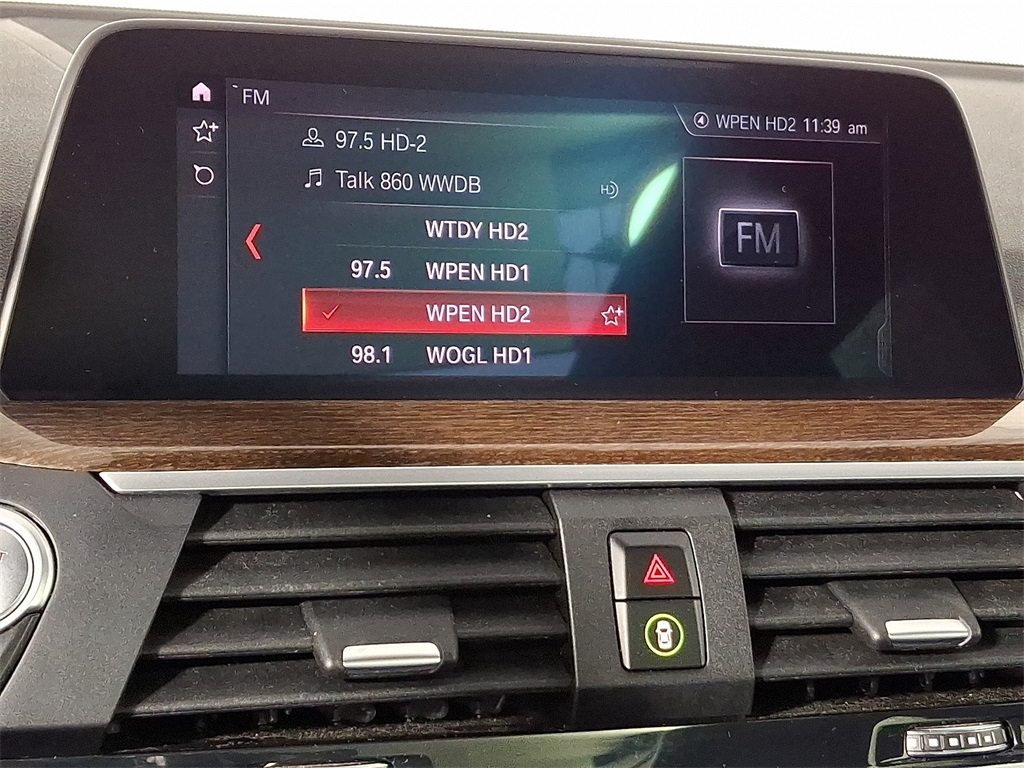 FM
WPEN HD2 11:39 am
97.5 HD-2
Talk 860 WWDB
HD
WTDY HD2
97.5 WPEN HD1
WPEN HD2
98.1 WOGL HD1
FM